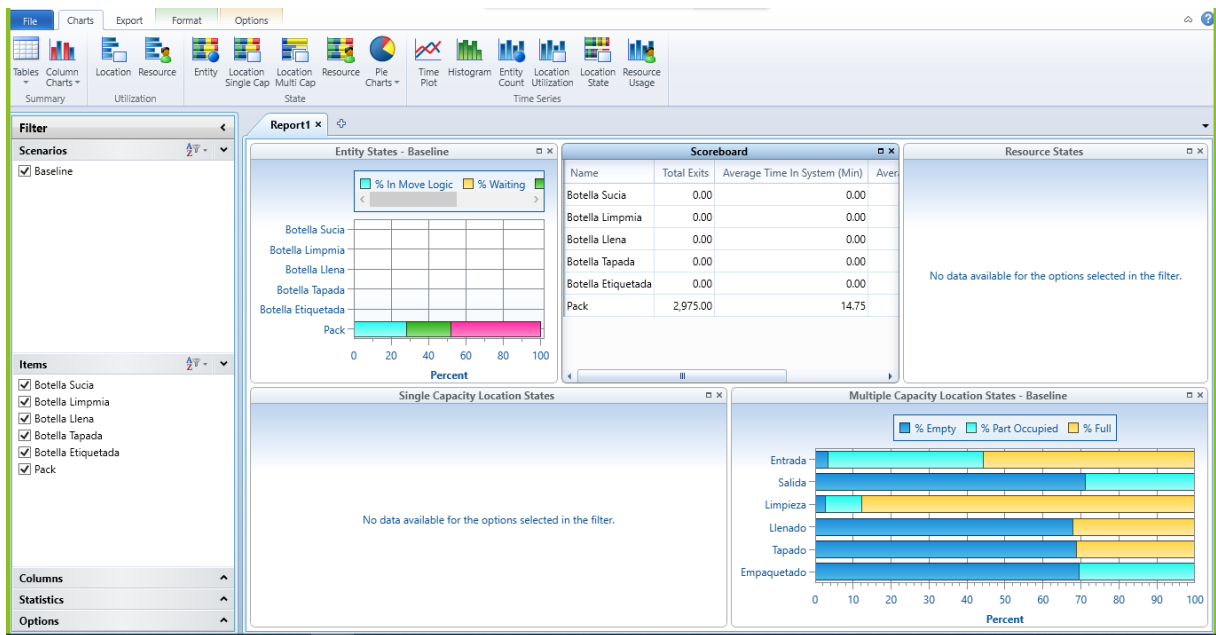 File Charts Export Format Options
Tables Column Charts Location Resource Entity Location Single Cap Location Multi Cap Resource Pie Charts Time Plot Histogram Entity Count Location Utilization Location State Resource Usage
Summary Utilization State Time Series
Filter
Scenarios
Baseline
Items
Botella Sucia
Botella Limpmia
Botella Llena
Botella Tapada
Botella Etiquetada
Pack
Columns
Statistics
Options
Report1
Entity States - Baseline
% In Move Logic % Waiting
Botella Sucia
Botella Limpmia
Botella Llena
Botella Tapada
Botella Etiquetada
Pack
0 20 40 60 80 100
Percent
Scoreboard
Name Total Exits Average Time In System (Min) Aver
Botella Sucia 0.00 0.00
Botella Limpmia 0.00 0.00
Botella Llena 0.00 0.00
Botella Tapada 0.00 0.00
Botella Etiquetada 0.00 0.00
Pack 2,975.00 14.75
Resource States
No data available for the options selected in the filter.
Single Capacity Location States
No data available for the options selected in the filter.
Multiple Capacity Location States - Baseline
% Empty % Part Occupied % Full
Entrada
Salida
Limpieza
Llenado
Tapado
Empaquetado
0 10 20 30 40 50 60 70 80 90 100
Percent